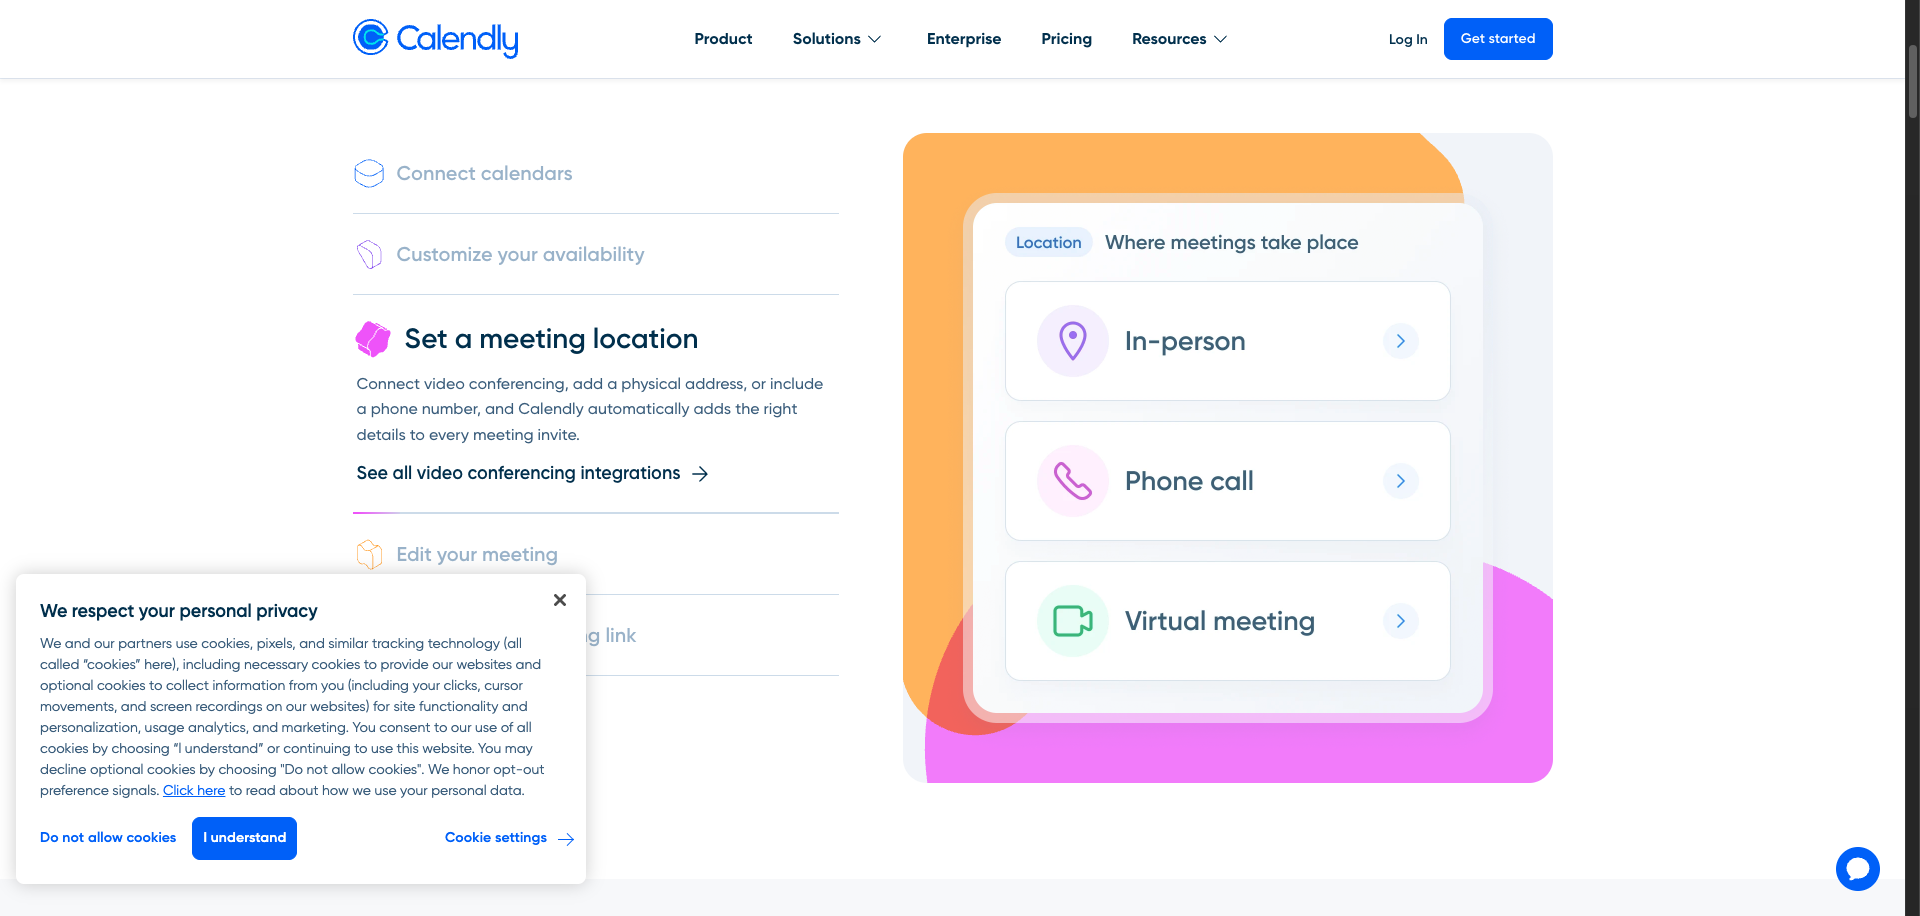 Calendly
Product
Solutions
Enterprise
Pricing
Resources
Log In
Get started
Connect calendars
Customize your availability
Set a meeting location
Connect video conferencing, add a physical address, or include
a phone number, and Calendly automatically adds the right
details to every meeting invite.
See all video conferencing integrations
Edit your meeting
link
Location
Where meetings take place
In-person
Phone call
Virtual meeting
We respect your personal privacy
We and our partners use cookies, pixels, and similar tracking technology (all
called “cookies” here), including necessary cookies to provide our websites and
optional cookies to collect information from you (including your clicks, cursor
movements, and screen recordings on our websites) for site functionality and
personalization, usage analytics, and marketing. You consent to our use of all
cookies by choosing “I understand” or continuing to use this website. You may
decline optional cookies by choosing "Do not allow cookies". We honor opt-out
preference signals. Click here to read about how we use your personal data.
Do not allow cookies
I understand
Cookie settings